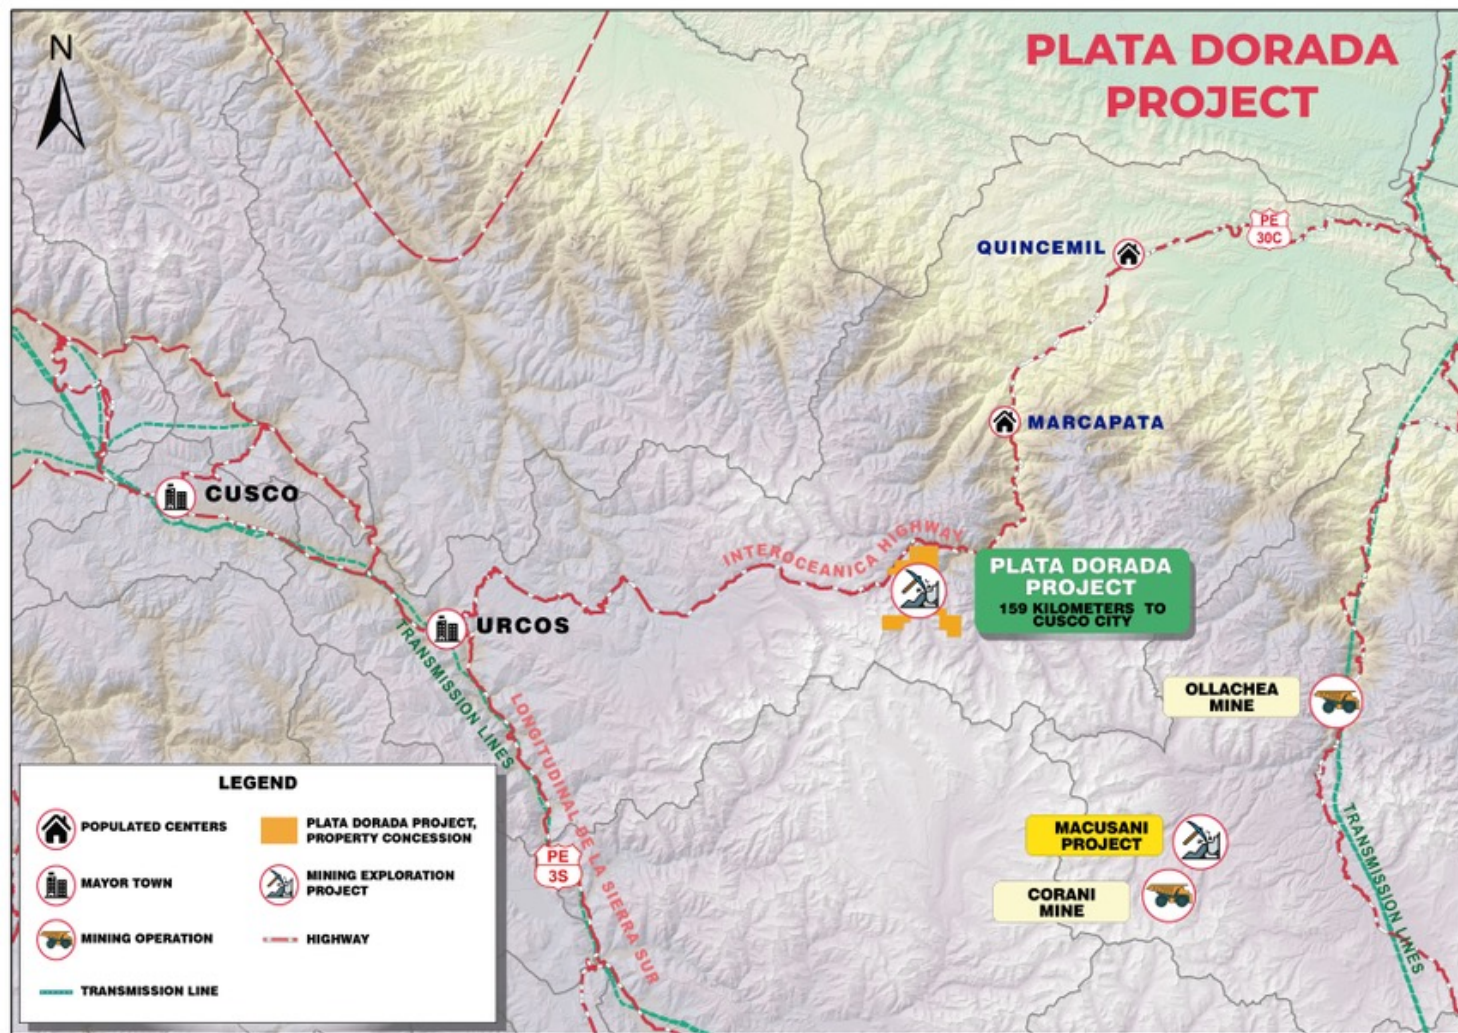 N
PLATA DORADA
PROJECT
PE
30C
QUINCEMIL
MARCAPATA
CUSCO
INTEROCEANICA HIGHWAY
PLATA DORADA
PROJECT
159 KILOMETERS TO
CUSCO CITY
URCOS
TRANSMISSION LINES
LONGITUDINAL DE LA SIERRA SUR
OLLACHEA
MINE
PE
3S
MACUSANI
PROJECT
CORANI
MINE
TRANSMISSION LINES
LEGEND
POPULATED CENTERS
PLATA DORADA PROJECT,
PROPERTY CONCESSION
MAYOR TOWN
MINING EXPLORATION
PROJECT
MINING OPERATION
HIGHWAY
TRANSMISSION LINE